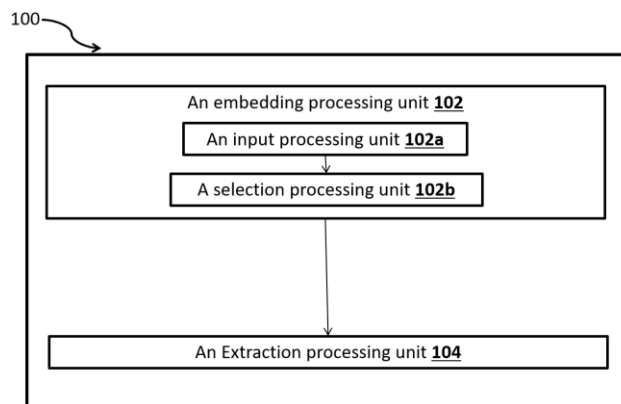 100
An embedding processing unit 102
An input processing unit 102a
A selection processing unit 102b
An Extraction processing unit 104